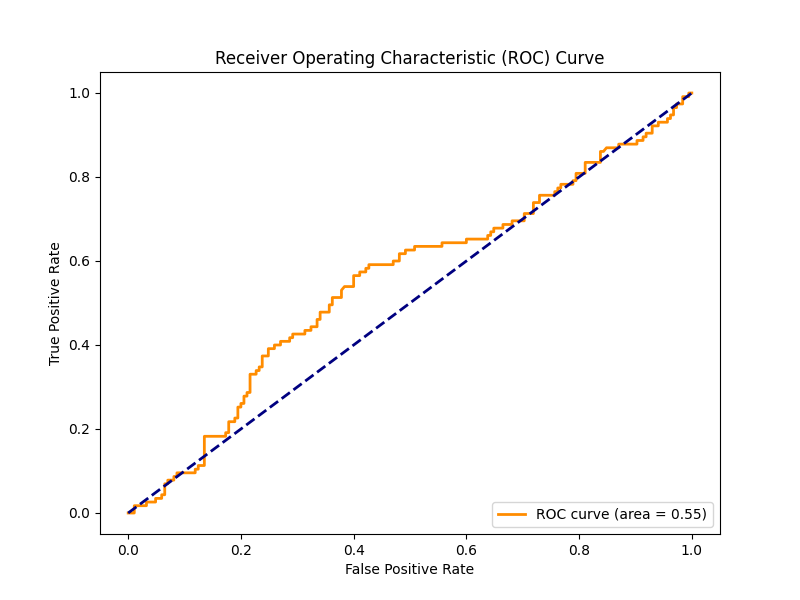 Receiver Operating Characteristic (ROC) Curve
1.0
0.8
0.6
0.4
0.2
0.0
True Positive Rate
ROC curve (area = 0.55)
0.0 0.2 0.4 0.6 0.8 1.0
False Positive Rate